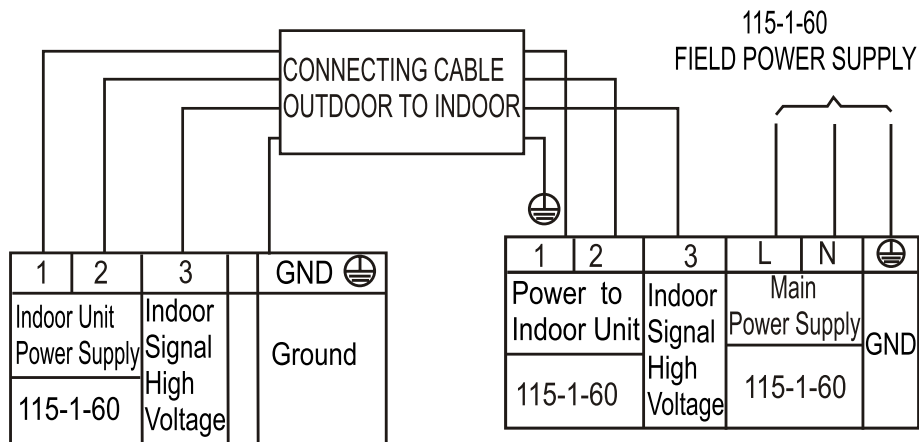 115-1-60
FIELD POWER SUPPLY
CONNECTING CABLE
OUTDOOR TO INDOOR
1 2 3 GND
Indoor Unit
Power Supply
115-1-60
Indoor
Signal
High
Voltage
Ground
1 2 3 L N
Power to
Indoor Unit
115-1-60
Indoor
Signal
High
Voltage
Main
Power Supply
115-1-60
GND